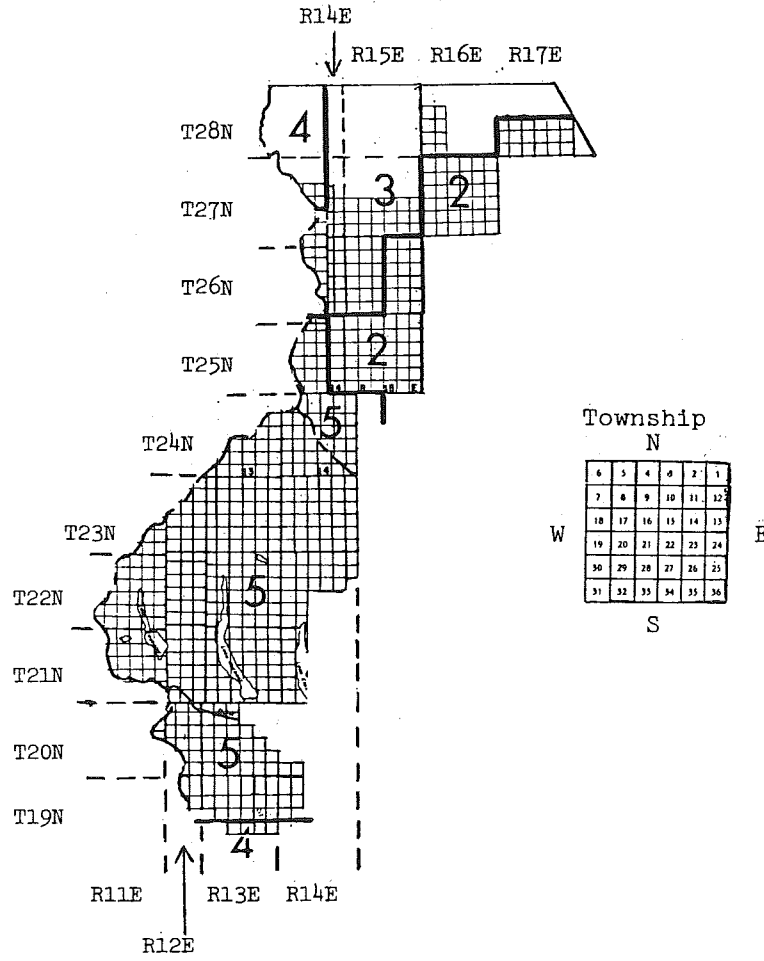 R14E
R15E R16E R17E
T28N
4
3
2
T27N
T26N
T25N
2
5
T24N
13
14
T23N
5
T22N
T21N
T20N
5
T19N
4
R11E R13E R14E
R12E
Township
N
6 5 4 3 2 1
7 8 9 10 11 12
18 17 16 15 14 13
W 19 20 21 22 23 24 E
30 29 28 27 26 25
31 32 33 34 35 36
S